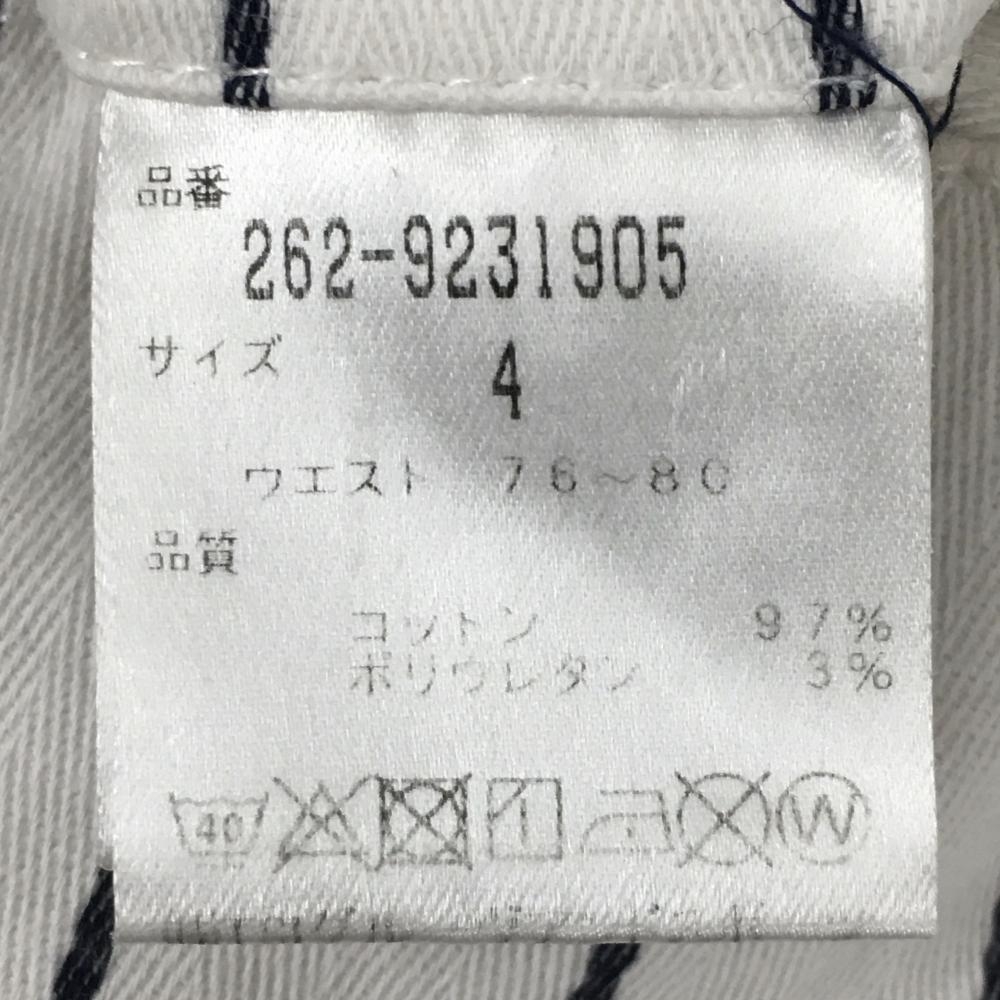 品番
262-9231905
サイズ
4
ウエスト 76～80
品質
コットン 97%
ポリウレタン 3%
40 W